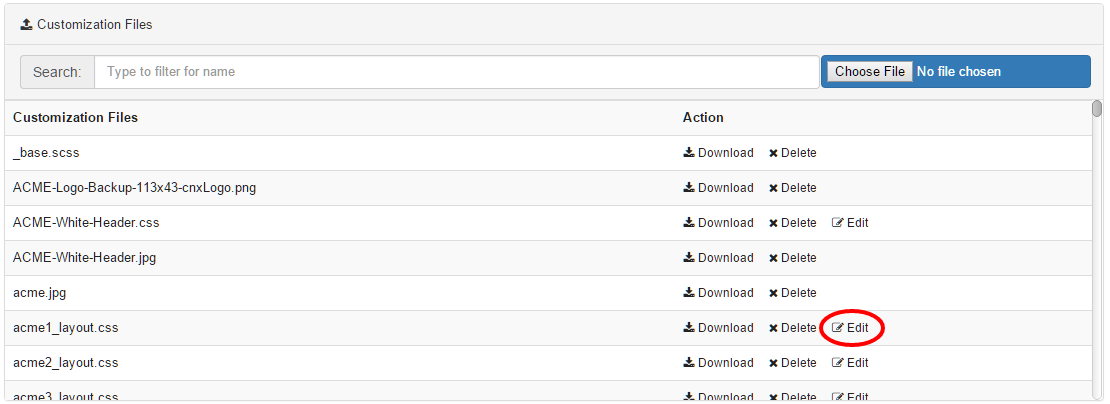 Customization Files
Search: Type to filter for name Choose File No file chosen
Customization Files Action
_base.scss Download Delete
ACME-Logo-Backup-113x43-cnxLogo.png Download Delete
ACME-White-Header.css Download Delete Edit
ACME-White-Header.jpg Download Delete
acme.jpg Download Delete
acme1_layout.css Download Delete Edit
acme2_layout.css Download Delete Edit
acme3_layout.css Download Delete Edit